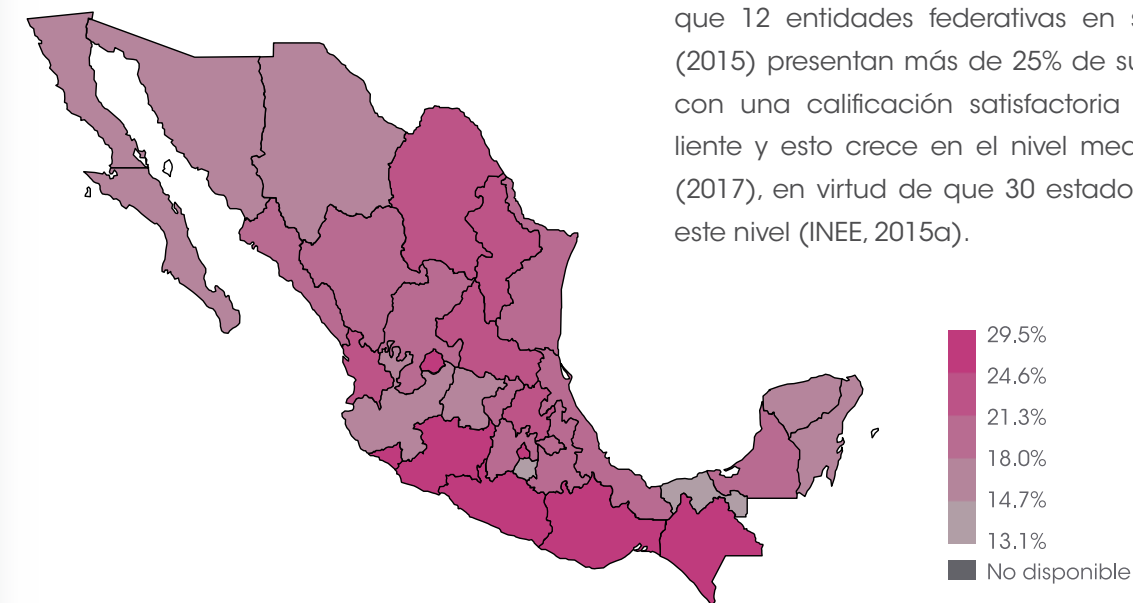 que 12 entidades federativas en
(2015) presentan más de 25% de
con una calificación satisfactoria
liente y esto crece en el nivel
(2017), en virtud de que 30
este nivel (INEE, 2015a).
29.5%
24.6%
21.3%
18.0%
14.7%
13.1%
No disponible